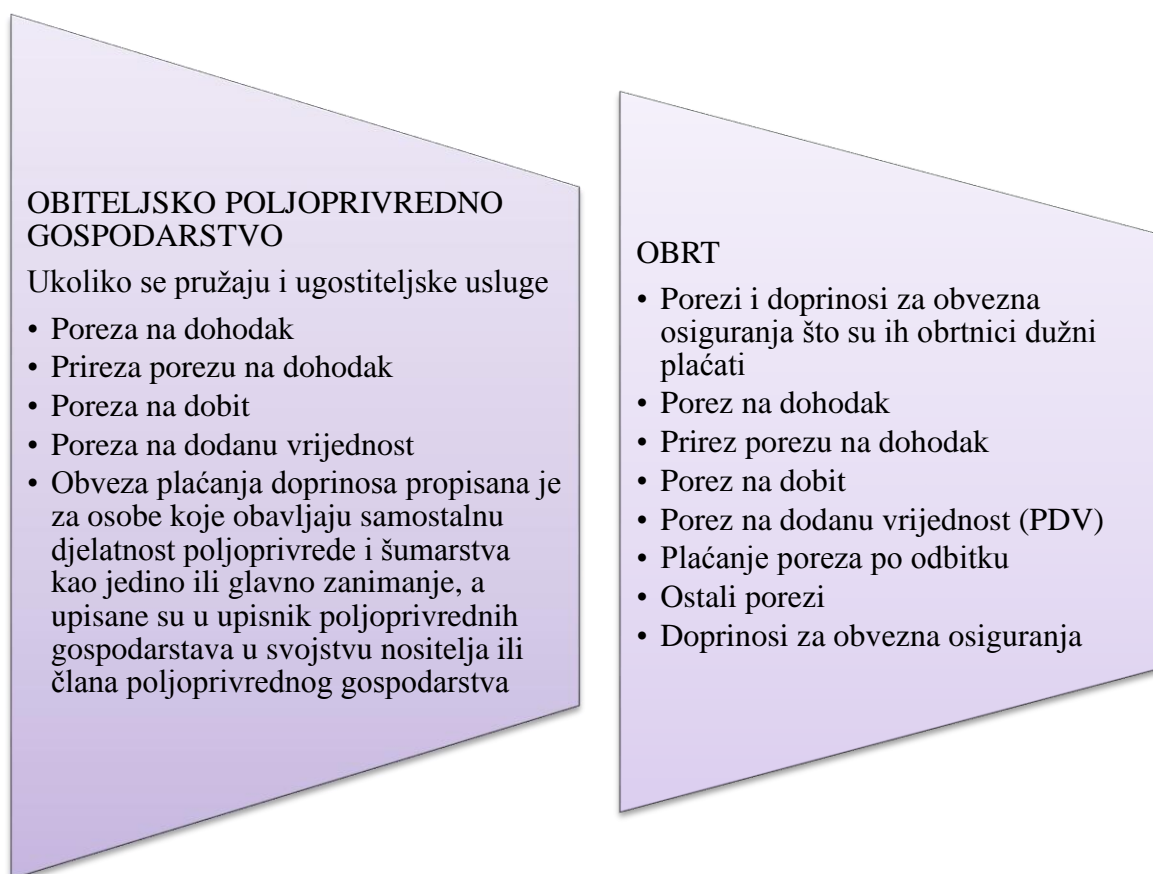 OBITELJSKO POLJOPRIVREDNO
GOSPODARSTVO
Ukoliko se pružaju i ugostiteljske usluge
• Poreza na dohodak
• Prireza porezu na dohodak
• Poreza na dobit
• Poreza na dodanu vrijednost
• Obveza plaćanja doprinosa propisana je
za osobe koje obavljaju samostalnu
djelatnost poljoprivrede i šumarstva
kao jedino ili glavno zanimanje, a
upisane su u upisnik poljoprivrednih
gospodarstava u svojstvu nositelja ili
člana poljoprivrednog gospodarstva
OBRT
• Porezi i doprinosi za obvezna
osiguranja što su ih obrtnici dužni
plaćati
• Porez na dohodak
• Prirez porezu na dohodak
• Porez na dobit
• Porez na dodanu vrijednost (PDV)
• Plaćanje poreza po odbitku
• Ostali porezi
• Doprinosi za obvezna osiguranja